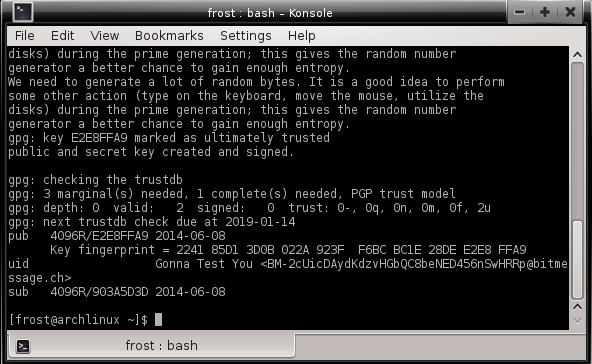 frost : bash – Konsole
File Edit View Bookmarks Settings Help
disks) during the prime generation; this gives the random number
generator a better chance to gain enough entropy.
We need to generate a lot of random bytes. It is a good idea to perform
some other action (type on the keyboard, move the mouse, utilize the
disks) during the prime generation; this gives the random number
generator a better chance to gain enough entropy.
gpg: key E2E8FFA9 marked as ultimately trusted
public and secret key created and signed.
gpg: checking the trustdb
gpg: 3 marginal(s) needed, 1 complete(s) needed, PGP trust model
gpg: depth: 0  valid:   2  signed:   0  trust: 0-, 0q, 0n, 0m, 0f, 2u
gpg: next trustdb check due at 2019-01-14
pub   4096R/E2E8FFA9 2014-06-08
      Key fingerprint = 2241 85D1 3D0B 022A 923F  F6BC BC1E 28DE E2E8 FFA9
uid                  Gonna Test You <BM-2cUicDAydKdzvHGbQC8beNED456nSwHRRp@bitme
ssage.ch>
sub   4096R/903A5D3D 2014-06-08
[frost@archlinux ~]$
frost : bash